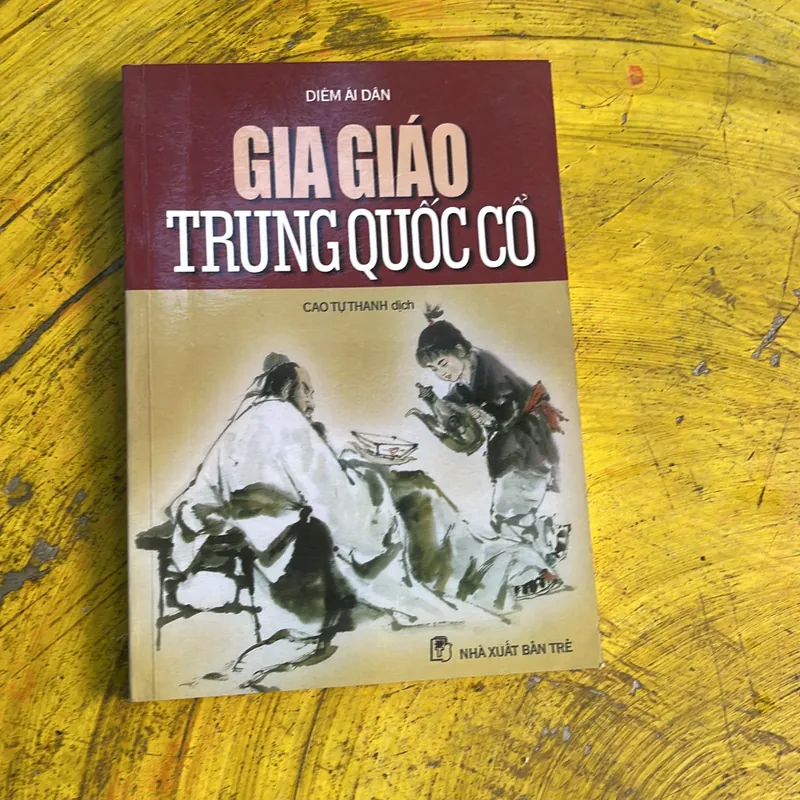 DIÊM ÁI DÂN
GIA GIÁO
TRUNG QUỐC CỔ
CAO TỰ THANH dịch
NHÀ XUẤT BẢN TRẺ